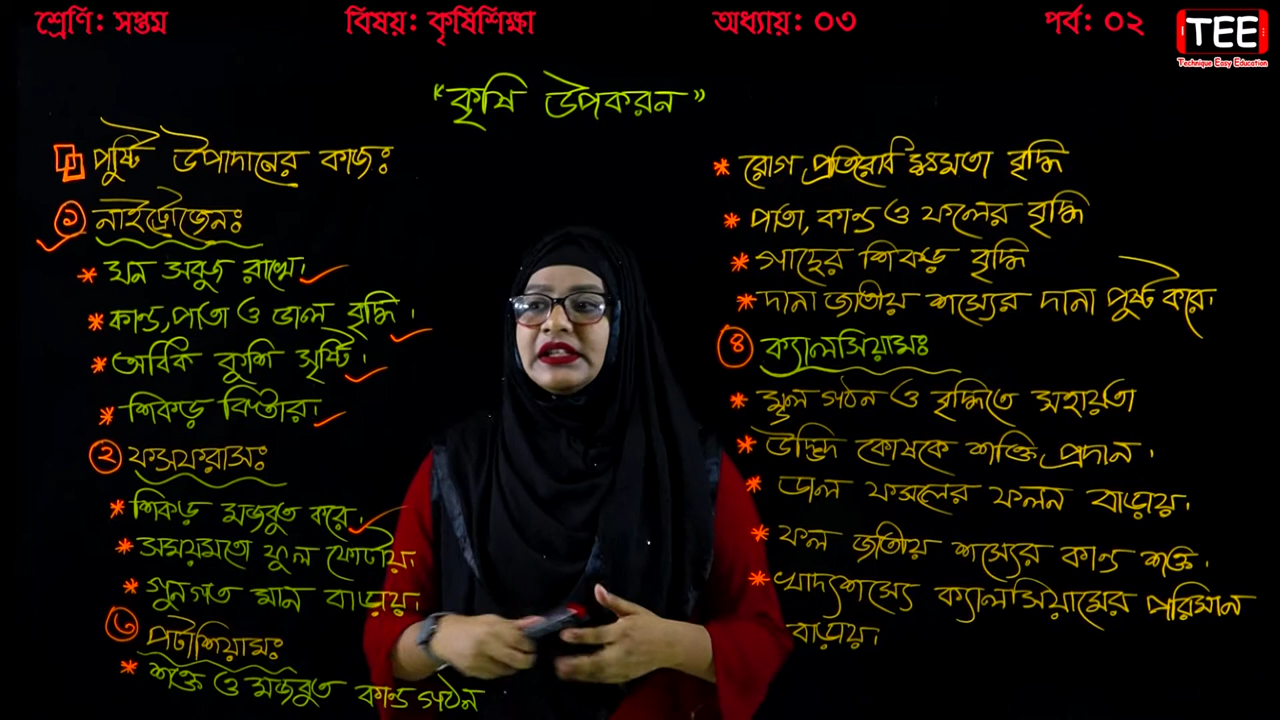 শ্রেণি: সপ্তম
বিষয়: কৃষিশিক্ষা
অধ্যায়: ০৩
পর্ব: ০২
TEE
Technique Easy Education
“কৃষি উপকরন”
পুষ্টি উপাদানের কাজঃ
১ নাইট্রোজেনঃ
* ঘন সবুজ রাখে।
* কান্ড, পাতা ও ডাল বৃদ্ধি।
* অধিক কুশি সৃষ্টি।
* শিকড় বিস্তার।
২ ফসফরাসঃ
* শিকড় মজবুত করে।
* সময়মতো ফুল ফোটায়।
* গুনগত মান বাড়ায়।
৩ পটাশিয়ামঃ
* শক্ত ও মজবুত কান্ড গঠন
* রোগ প্রতিরোধ ক্ষমতা বৃদ্ধি
* পাতা, কান্ড ও ফলের বৃদ্ধি
* গাছের শিকড় বৃদ্ধি
* দানা জাতীয় শস্যের দানা পুষ্ট করে।
৪ ক্যালসিয়ামঃ
* মূল গঠন ও বৃদ্ধিতে সহায়তা
* উদ্ভিদ কোষকে শক্তি প্রদান।
* ডাল ফসলের ফলন বাড়ায়।
* ফল জাতীয় শস্যের কান্ড শক্ত।
* খাদ্যশস্যে ক্যালসিয়ামের পরিমান
বাড়ায়।